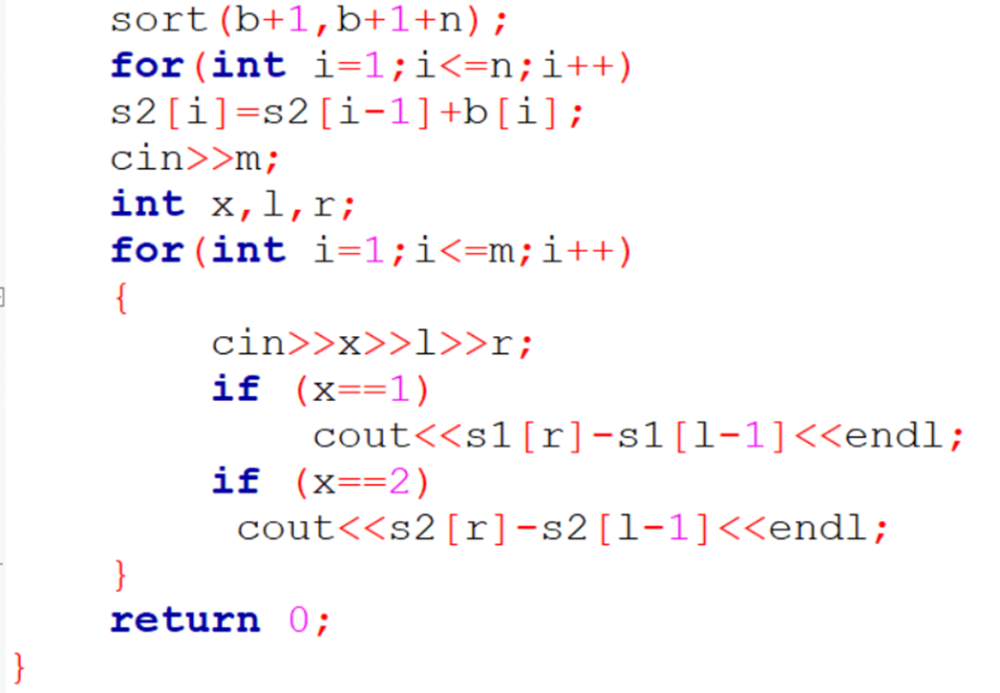 sort(b+1,b+1+n);
for(int i=1;i<=n;i++)
s2[i]=s2[i-1]+b[i];
cin>>m;
int x,l,r;
for(int i=1;i<=m;i++)
{
cin>>x>>l>>r;
if (x==1)
cout<<s1[r]-s1[l-1]<<endl;
if (x==2)
cout<<s2[r]-s2[l-1]<<endl;
}
return 0;
}